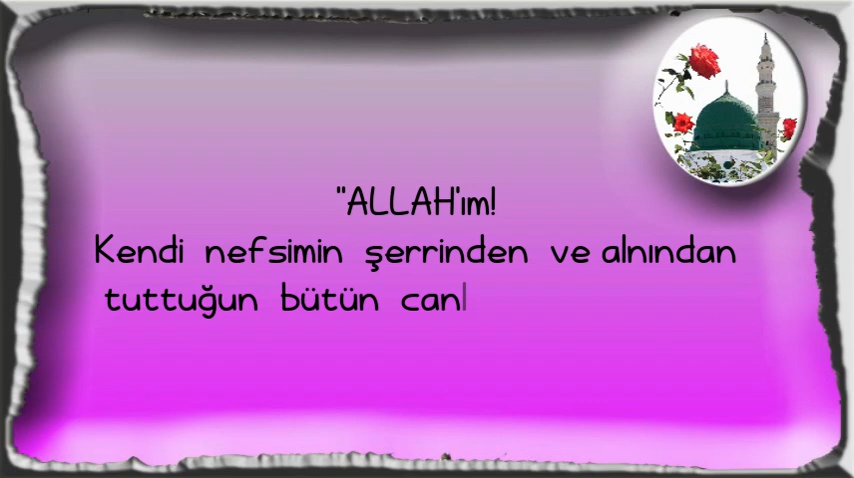 "ALLAH'ım!
Kendi nefsimin şerrinden ve alnından
tuttuğun bütün canl